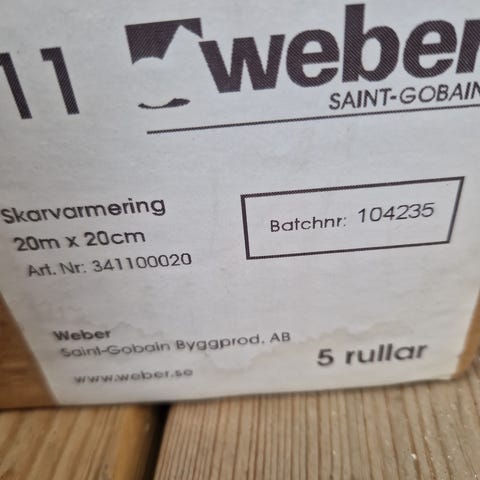 11 weber
SAINT-GOBAIN
Skarvarmering
20m x 20cm
Art. Nr: 341100020
Batchnr: 104235
Weber
Saint-Gobain Byggprod. AB
www.weber.se
5 rullar